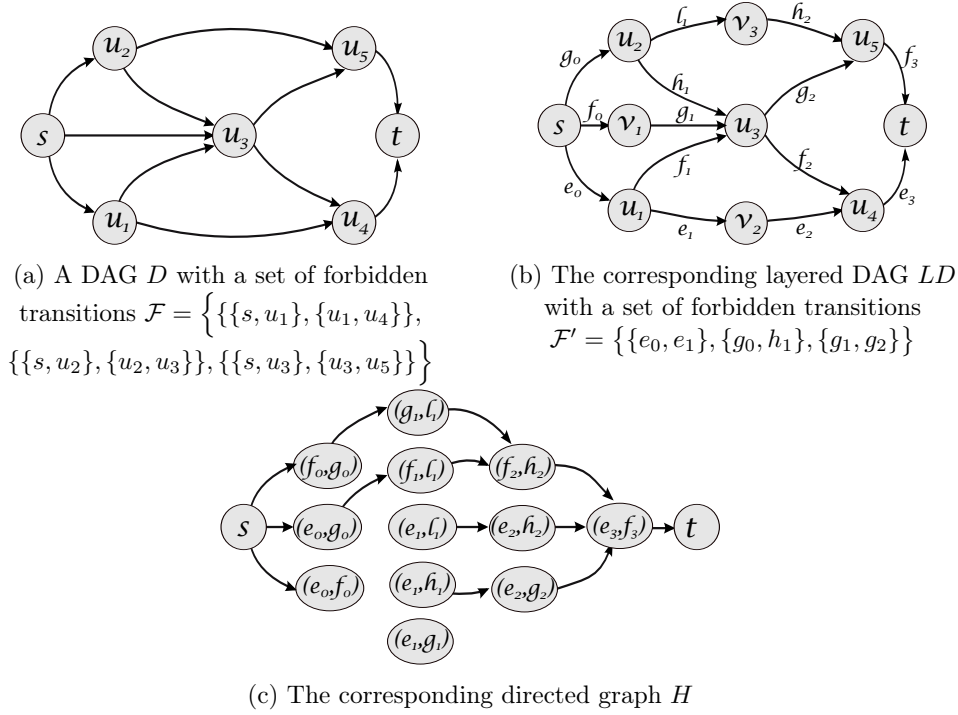 u₂
u₅
s
u₃
t
u₁
u₄
l₁
ν₃
h₂
u₂
u₅
g₀
h₁
g₂
f₃
s
f₀
ν₁
g₁
u₃
t
e₀
f₁
f₂
e₃
u₁
e₁
ν₂
e₂
u₄
(a) A DAG D with a set of forbidden
transitions ℱ = {{{s, u₁}, {u₁, u₄}},
{{s, u₂}, {u₂, u₃}}, {{s, u₃}, {u₃, u₅}}}
(b) The corresponding layered DAG LD
with a set of forbidden transitions
ℱ′ = {{e₀, e₁}, {g₀, h₁}, {g₁, g₂}}
(g₁,l₁)
(f₀,g₀)
(f₁,l₁)
(f₂,h₂)
s
(e₀,g₀)
(e₁,l₁)
(e₂,h₂)
(e₃,f₃)
t
(e₀,f₀)
(e₁,h₁)
(e₂,g₂)
(e₁,g₁)
(c) The corresponding directed graph H